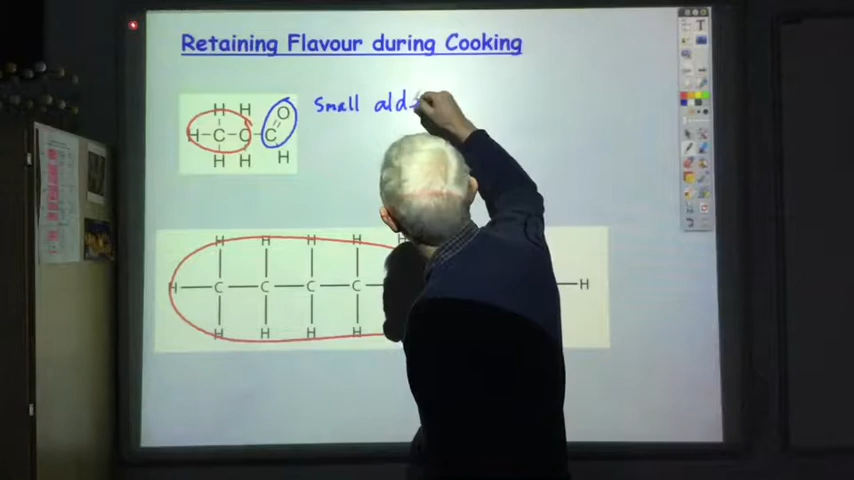 Retaining Flavour during Cooking
H H O
H-C-C-C
H H H
Small ald
H H H H H
H C C C C H
H H H H